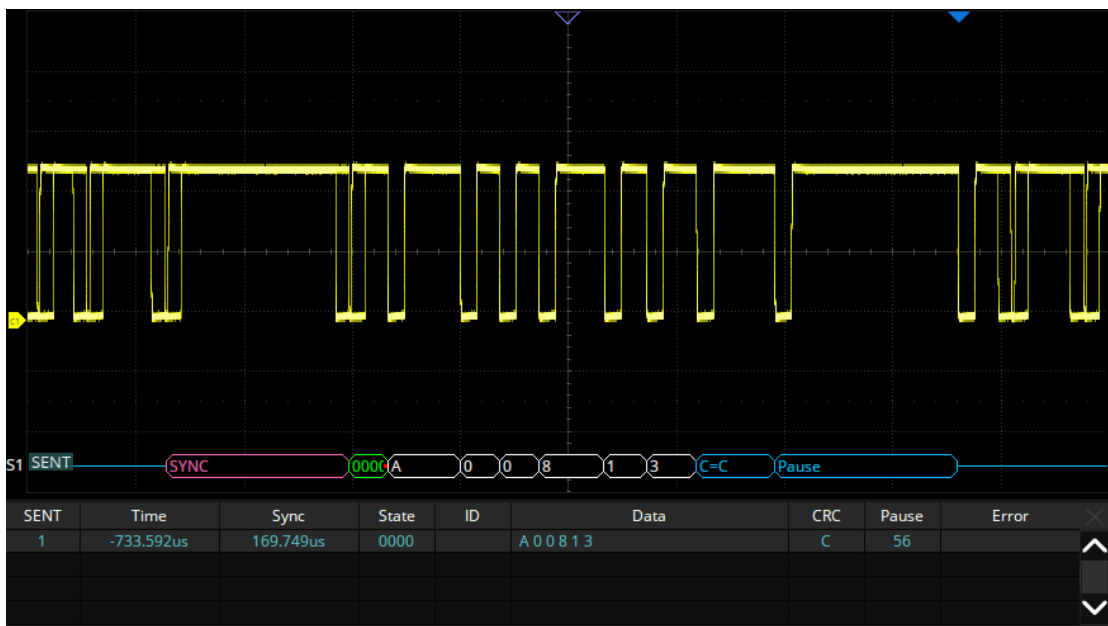 C1
S1 SENT SYNC 000( A 0 0 8 1 3 C=C Pause
SENT Time Sync State ID Data CRC Pause Error
1 -733.592us 169.749us 0000 A 0 0 8 1 3 C 56